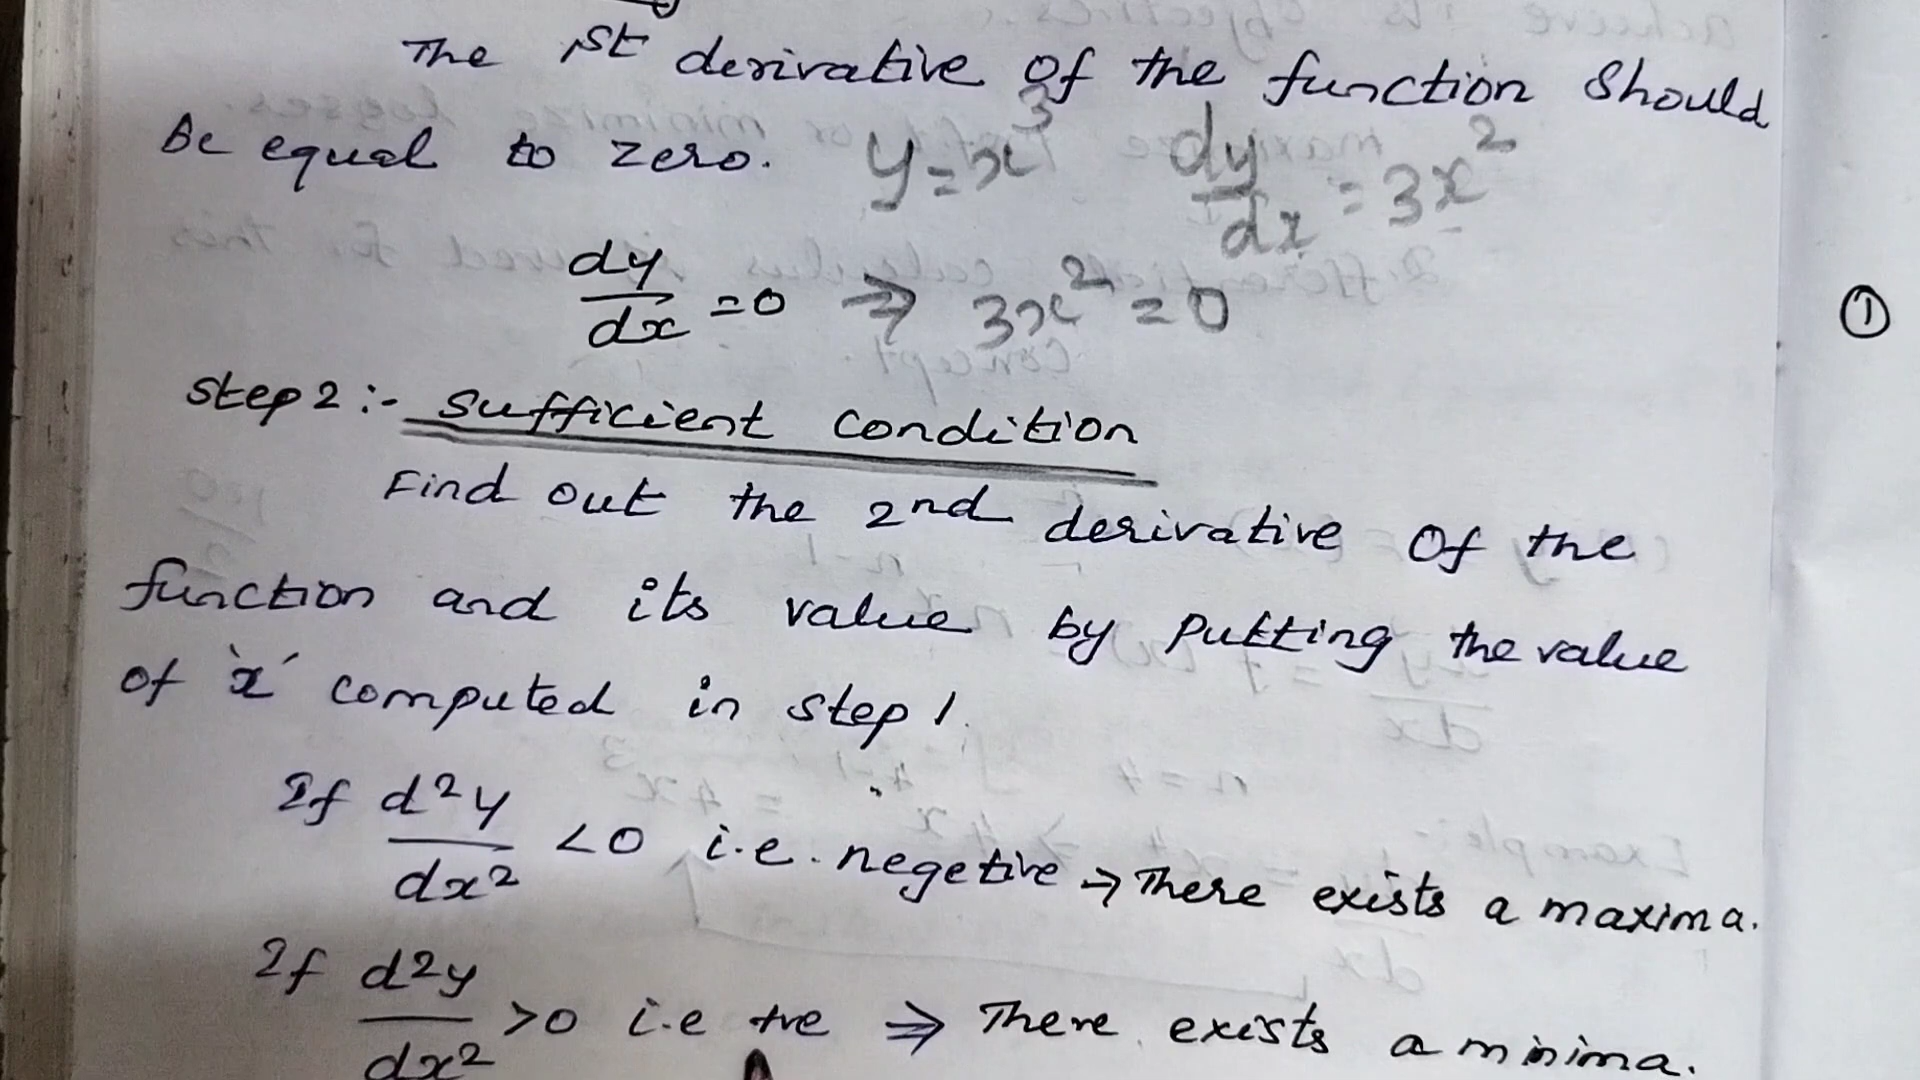 The 1st derivative of the function should
be equal to zero. y=x³ dy/dx = 3x²
dy/dx =0 ⇒ 3x² = 0
①
Step 2 :- Sufficient Condition
Find out the 2nd derivative of the
function and its value by putting the value
of 'x' computed in step 1.
If d²y/dx² <0 i.e. negetive → There exists a maxima.
If d²y/dx² >0 i.e +ve ⇒ There exists a minima.